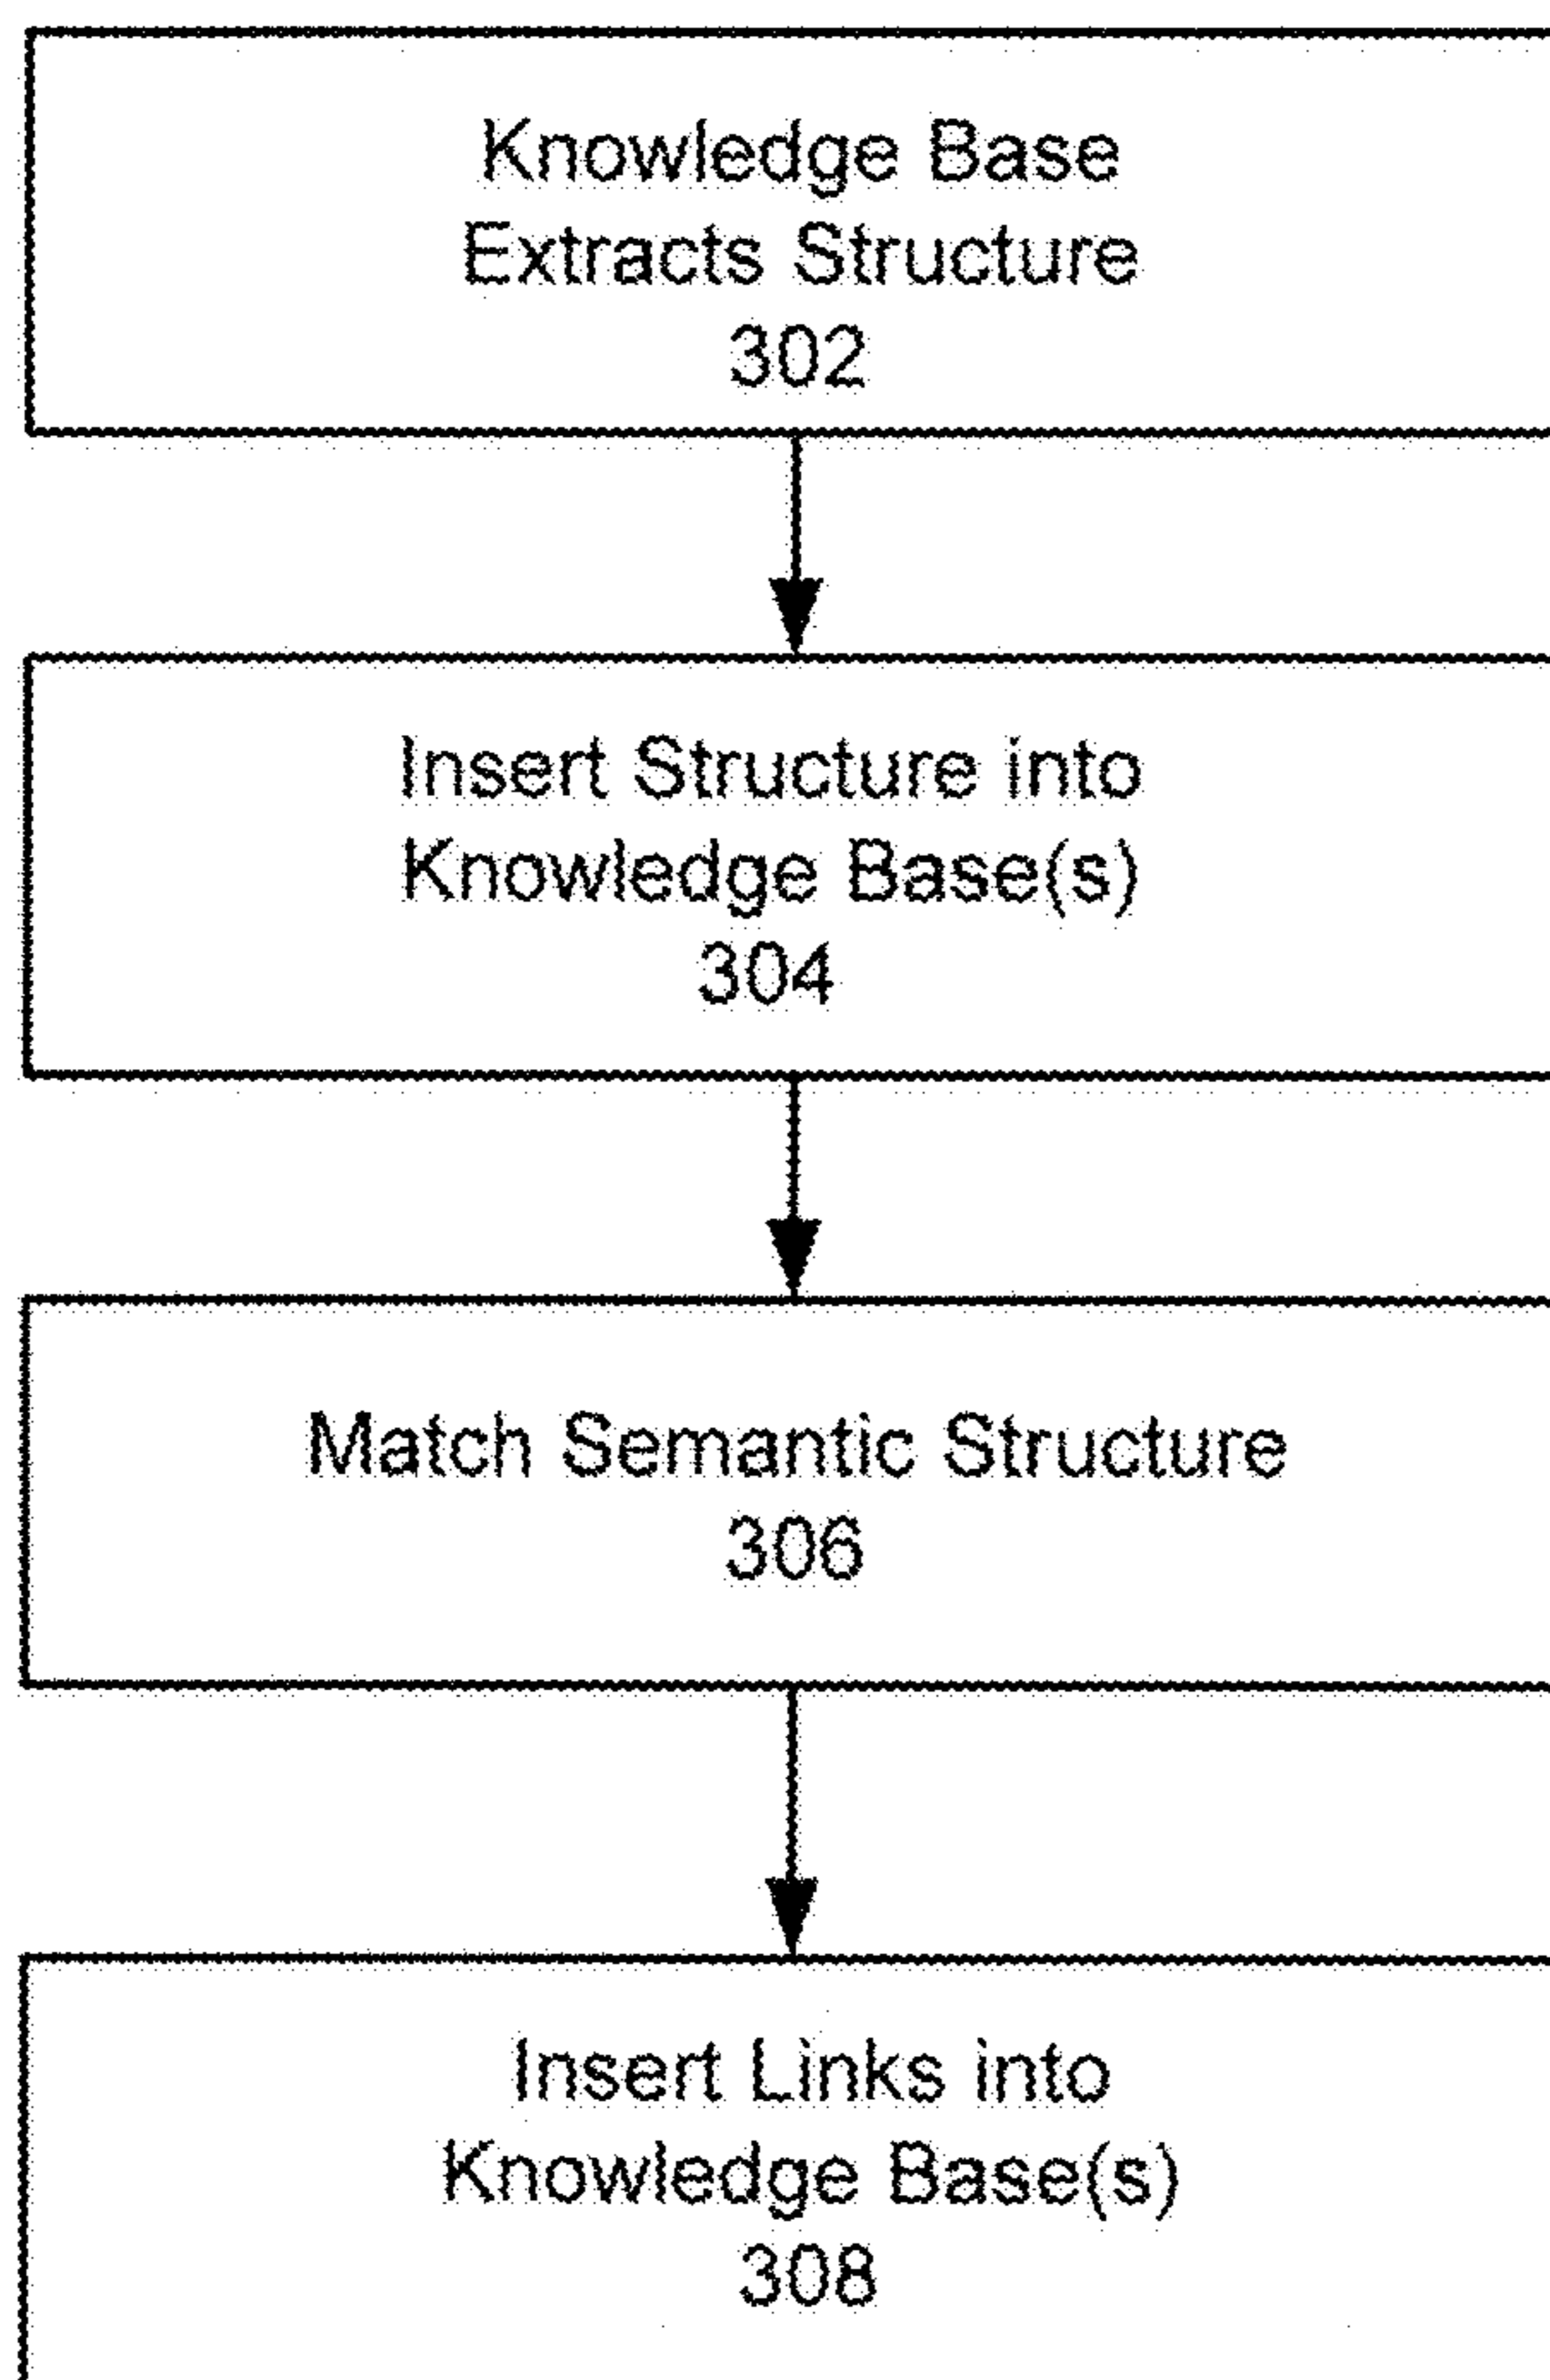 Knowledge Base
Extracts Structure
302
Insert Structure into
Knowledge Base(s)
304
Match Semantic Structure
306
Insert Links into
Knowledge Base(s)
308